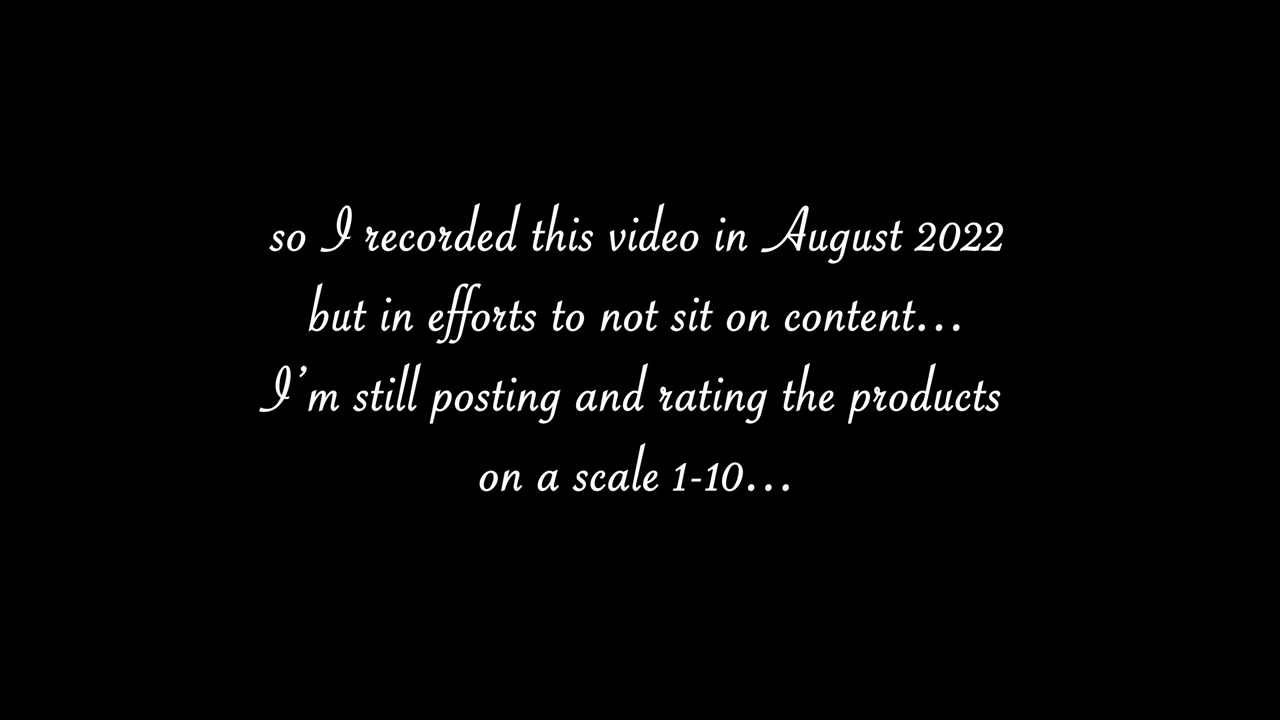 so I recorded this video in August 2022
but in efforts to not sit on content...
I'm still posting and rating the products
on a scale 1-10...